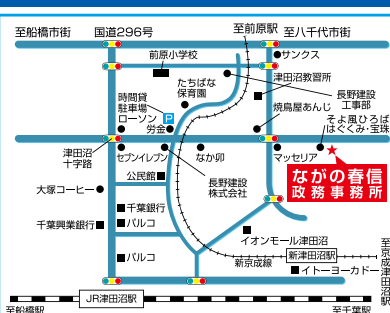 至船橋市街
国道296号
至前原駅
至八千代市街
サンクス
前原小学校
津田沼教習所
たちばな
保育園
長野建設
工事部
時間貸
駐車場
P
焼鳥屋あんじ
そよ風ひろば
はぐくみ・宝珠
ローソン
労金
津田沼
十字路
セブンイレブン
なか卯
マッセリア
★
ながの春信
政務事務所
公民館
長野建設
株式会社
大塚コーヒー
千葉銀行
千葉興業銀行
パルコ
イオンモール津田沼
パルコ
新京成線
新津田沼駅
イトーヨーカドー
至京成津田沼駅
JR津田沼駅
至船橋駅
至千葉駅